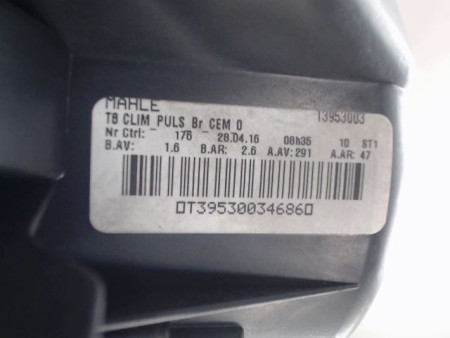 MAHLE 13953003
TB CLIM PULS Br CEM 0
Nr Ctrl: - 176 - 28.04.16 08h35 10 ST1
B.AV: 1.6 B.AR: 2.6 A.AV: 291 A.AR: 47
▯T39530034686▯